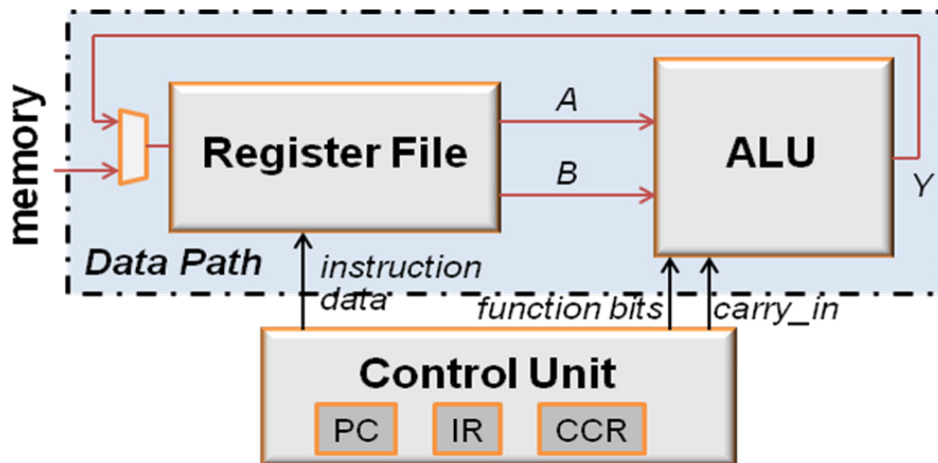 memory
Register File
A
B
ALU
Y
Data Path
instruction
data
function bits
carry_in
Control Unit
PC
IR
CCR